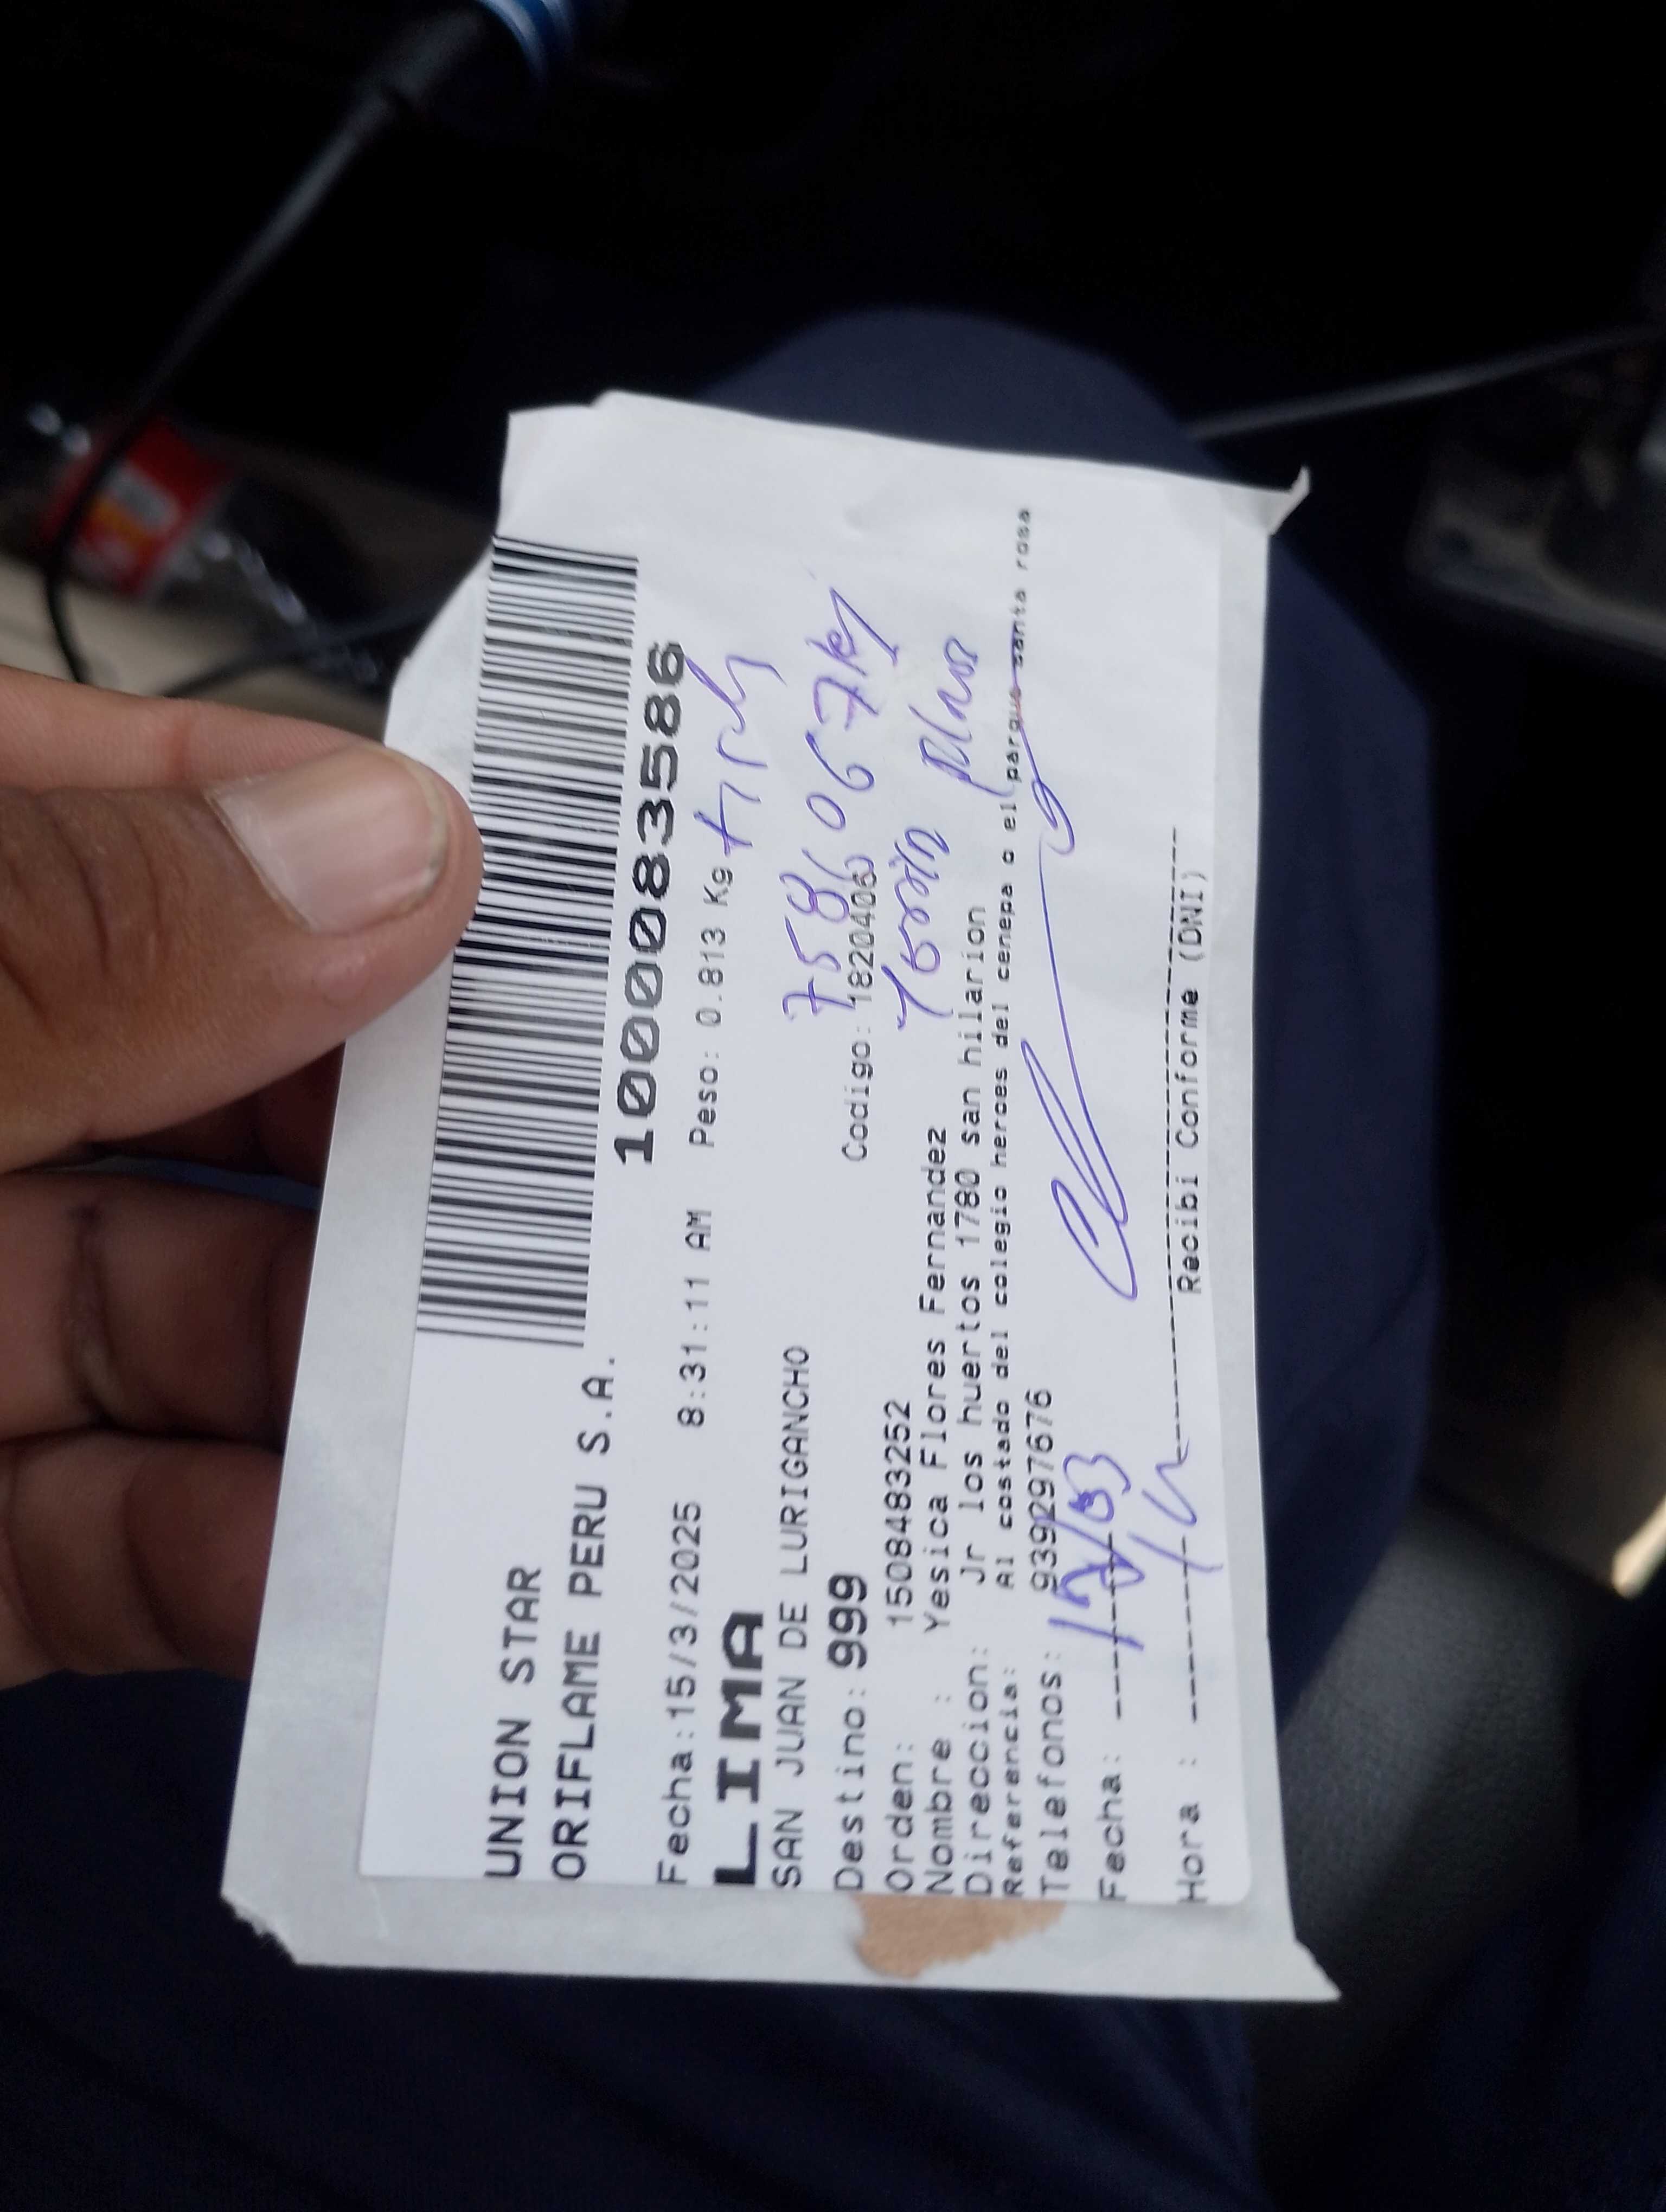 UNION STAR
ORIFLAME PERU S.A.
10000083586
Fecha:15/3/2025 8:31:11 AM Peso: 0.813 Kg
LIMA
SAN JUAN DE LURIGANCHO
Destino: 999 Codigo: 1820406
Orden: 15084483252
Nombre : Yesica Flores Fernandez
Direccion: Jr los huertos 1780 san hilarion
Referencia: Al costado del colegio heroes del cenepa o el parque santa rosa
Telefonos: 939297676
Fecha:
Hora :
Recibi Conforme (DNI)